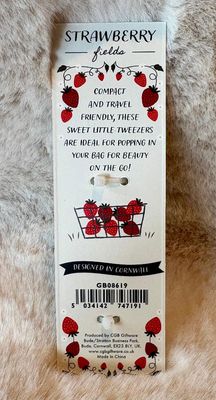 STRAWBERRY
fields
COMPACT
AND TRAVEL
FRIENDLY, THESE
SWEET LITTLE TWEEZERS
ARE IDEAL FOR POPPING IN
YOUR BAG FOR BEAUTY
ON THE GO!
DESIGNED IN CORNWALL
GB08619
5 034142 747191
Produced by CGB Giftware
Bude/Stratton Business Park,
Bude, Cornwall, EX23 8LY, UK.
www.cgbgiftware.co.uk
Made in China